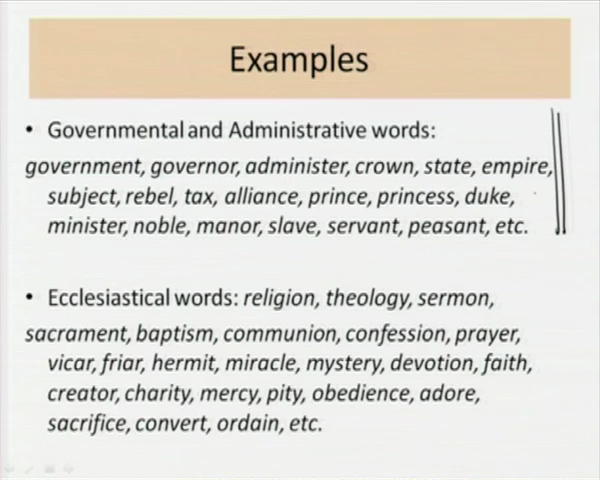 Examples
• Governmental and Administrative words:
government, governor, administer, crown, state, empire,
subject, rebel, tax, alliance, prince, princess, duke,
minister, noble, manor, slave, servant, peasant, etc.
• Ecclesiastical words: religion, theology, sermon,
sacrament, baptism, communion, confession, prayer,
vicar, friar, hermit, miracle, mystery, devotion, faith,
creator, charity, mercy, pity, obedience, adore,
sacrifice, convert, ordain, etc.